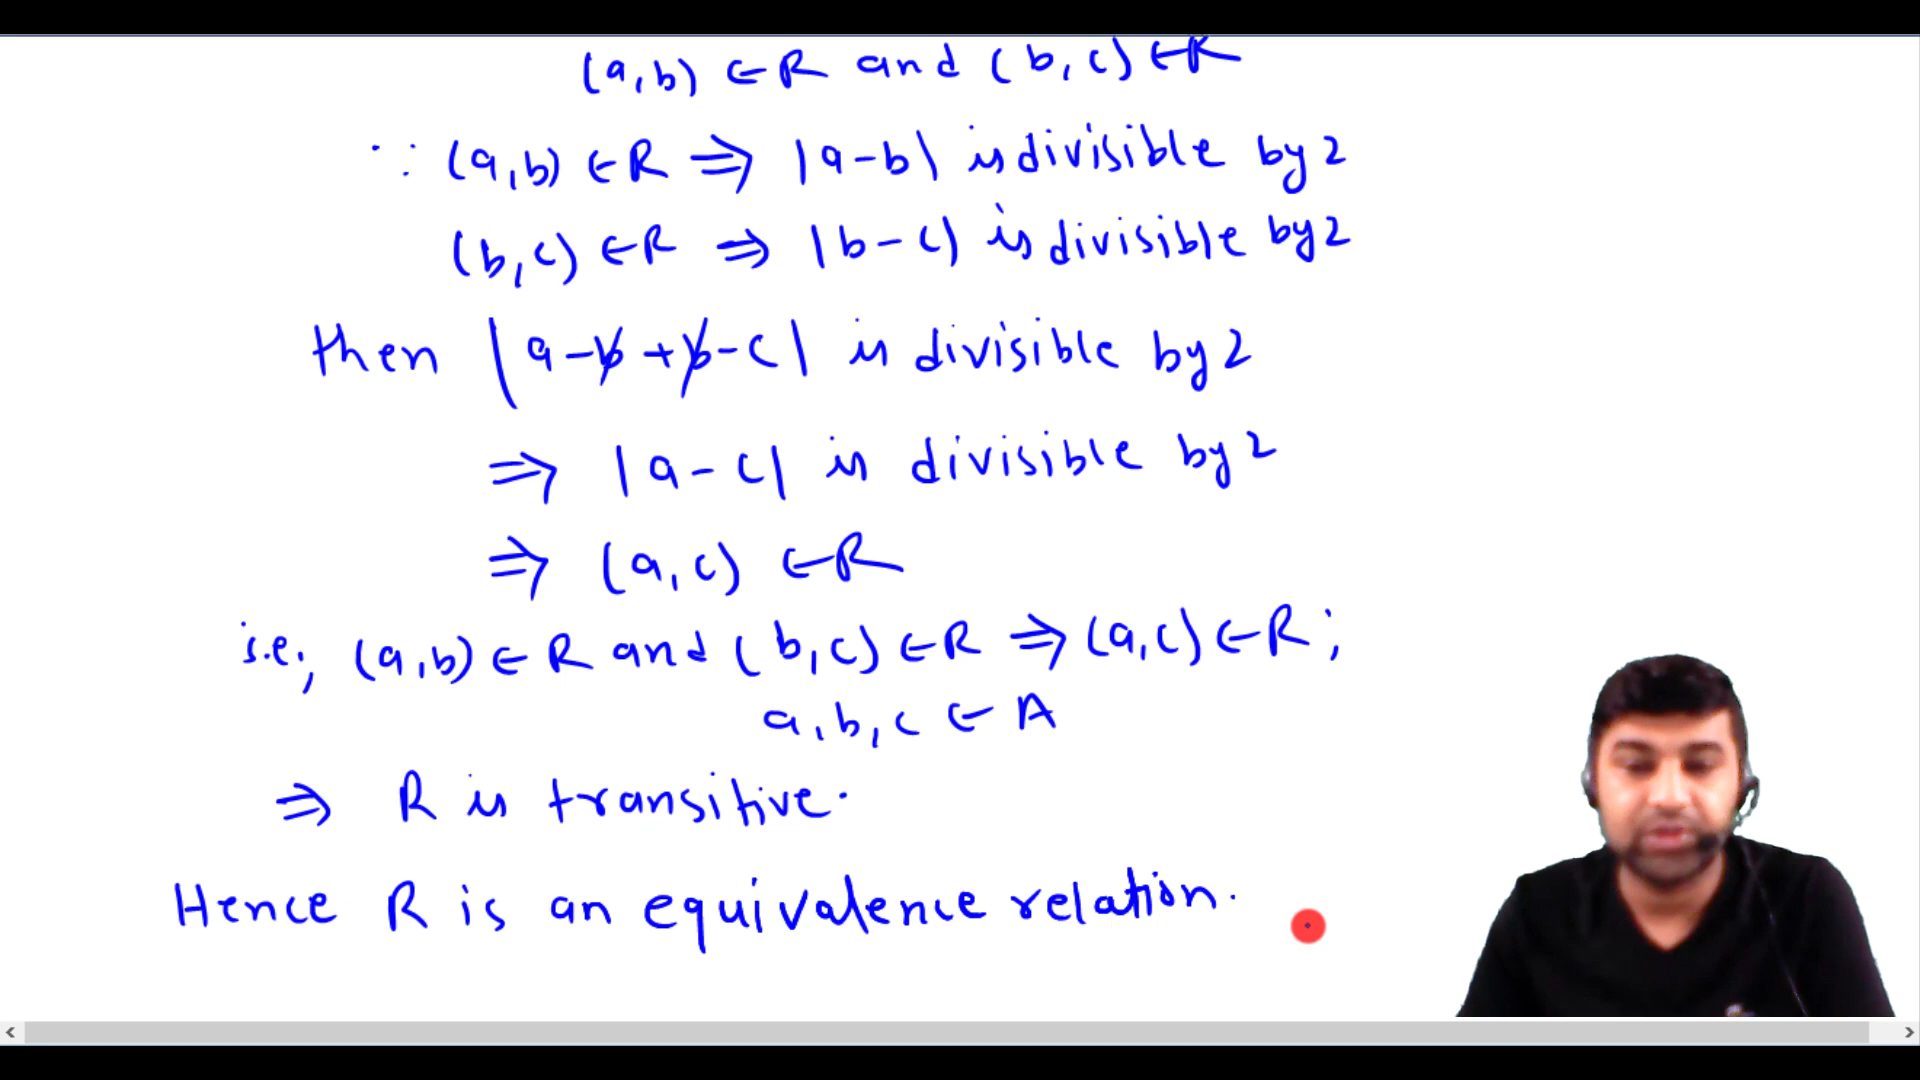 (a,b) ∈ R and (b,c) ∈ R
∵ (a,b) ∈ R ⇒ |a-b| is divisible by 2
(b,c) ∈ R ⇒ |b-c| is divisible by 2
then |a-b+b-c| is divisible by 2
⇒ |a-c| is divisible by 2
⇒ (a,c) ∈ R
i.e., (a,b) ∈ R and (b,c) ∈ R ⇒ (a,c) ∈ R;
a,b,c ∈ A
⇒ R is transitive.
Hence R is an equivalence relation.